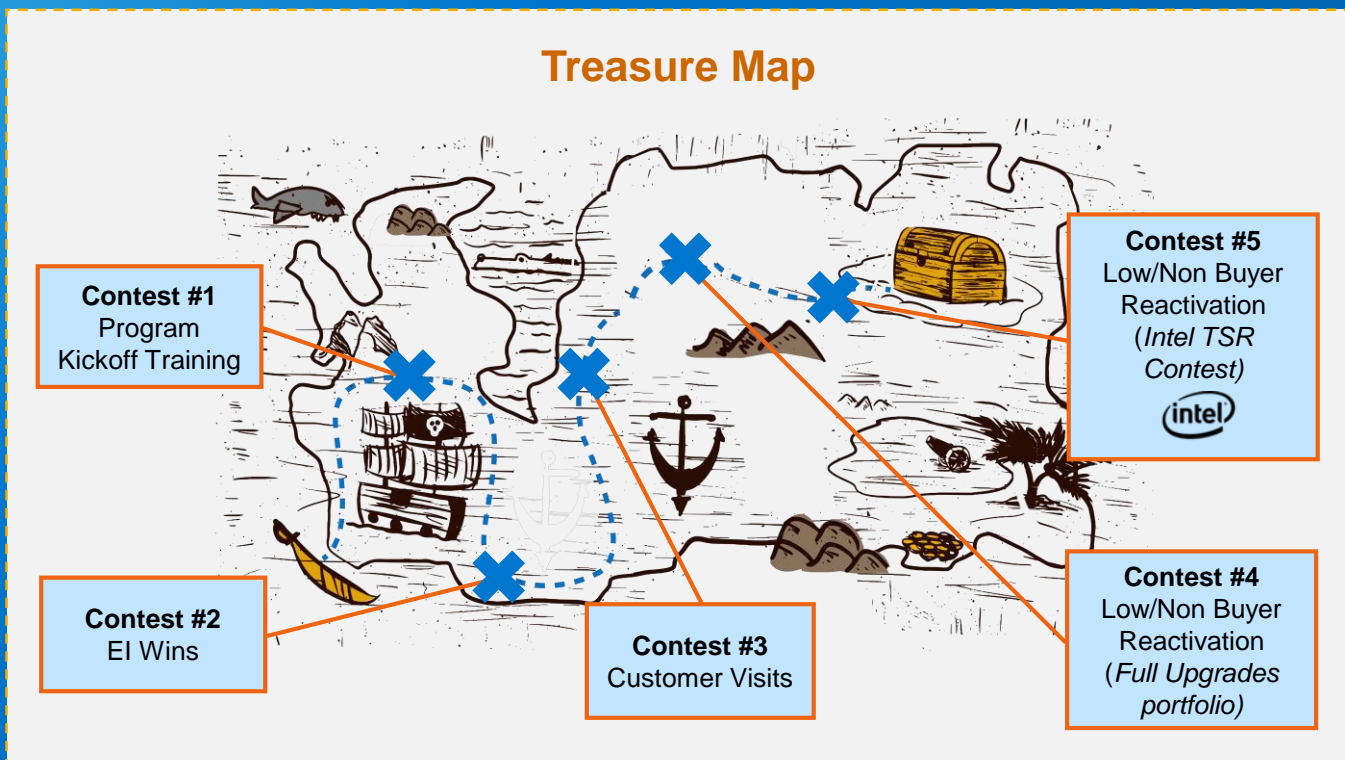 Treasure Map
Contest #1
Program
Kickoff Training
Contest #2
EI Wins
Contest #3
Customer Visits
Contest #5
Low/Non Buyer
Reactivation
(Intel TSR
Contest)
intel
Contest #4
Low/Non Buyer
Reactivation
(Full Upgrades
portfolio)